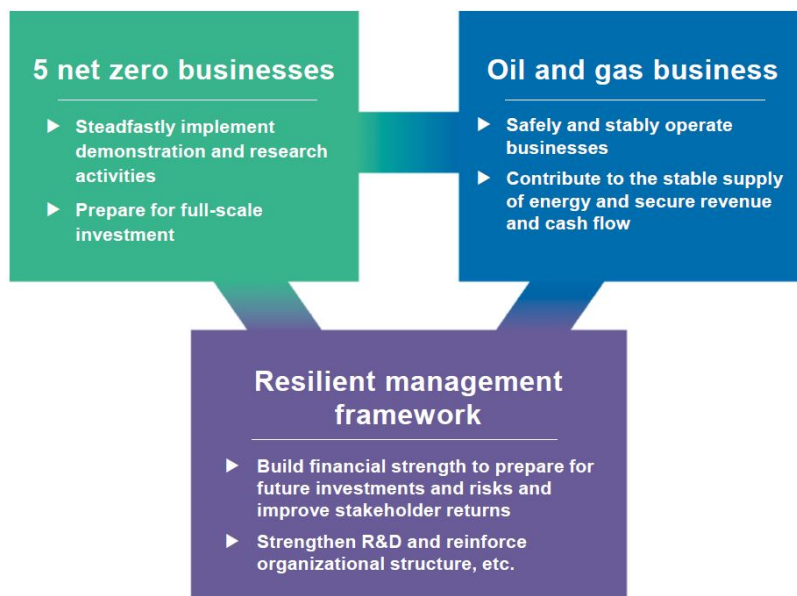 5 net zero businesses
▶ Steadfastly implement
demonstration and research
activities
▶ Prepare for full-scale
investment
Oil and gas business
▶ Safely and stably operate
businesses
▶ Contribute to the stable supply
of energy and secure revenue
and cash flow
Resilient management
framework
▶ Build financial strength to prepare for
future investments and risks and
improve stakeholder returns
▶ Strengthen R&D and reinforce
organizational structure, etc.